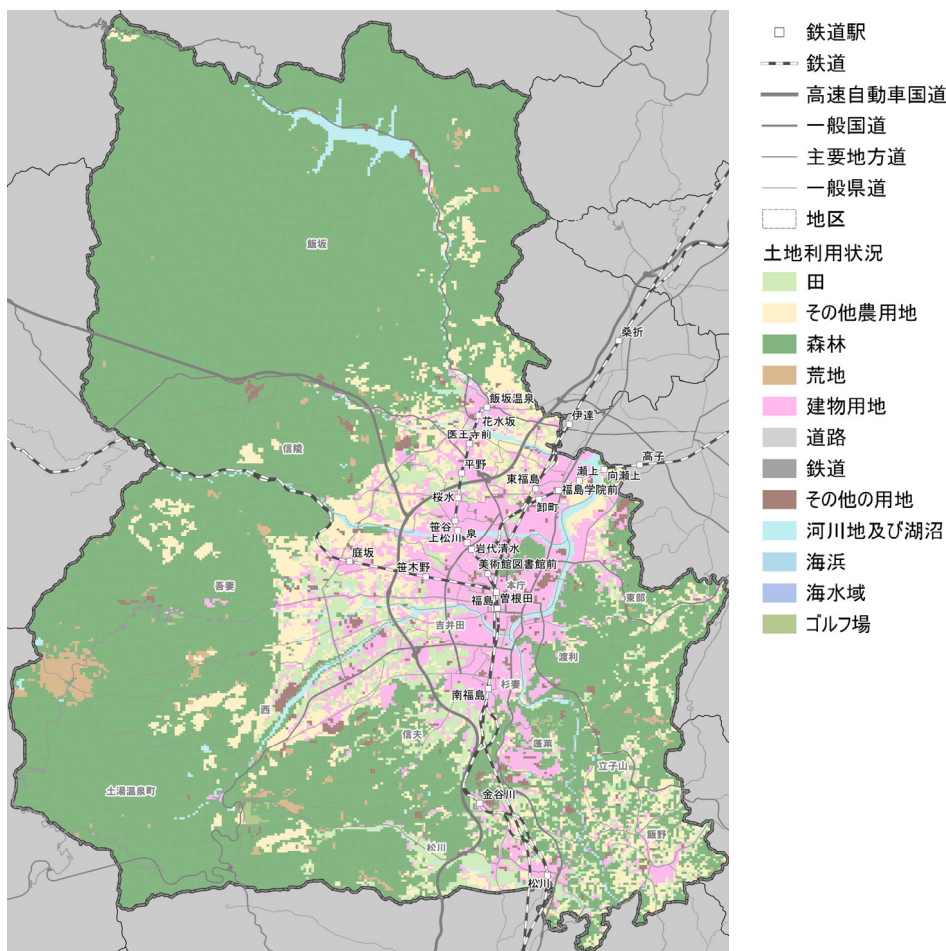 飯坂
信陵
飯坂温泉
花水坂
医王寺前
平野
桜水
笹谷
上松川
泉
岩代清水
美術館図書館前
桑折
伊達
高子
瀬上
向瀬上
東福島
福島学院前
卸町
庭坂
笹木野
本庁
福島
曽根田
吾妻
吉井田
東部
渡利
西
杉妻
南福島
信夫
蓬莱
立子山
土湯温泉町
金谷川
松川
飯野
松川
鉄道駅
鉄道
高速自動車国道
一般国道
主要地方道
一般県道
地区
土地利用状況
田
その他農用地
森林
荒地
建物用地
道路
鉄道
その他の用地
河川地及び湖沼
海浜
海水域
ゴルフ場